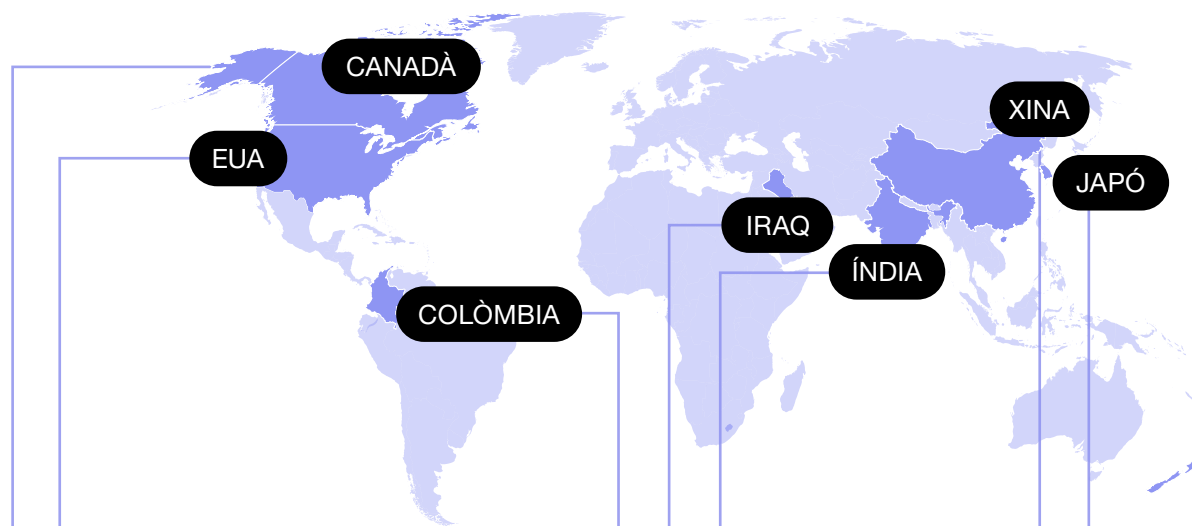 CANADÀ
XINA
EUA
JAPÓ
IRAQ
ÍNDIA
COLÒMBIA